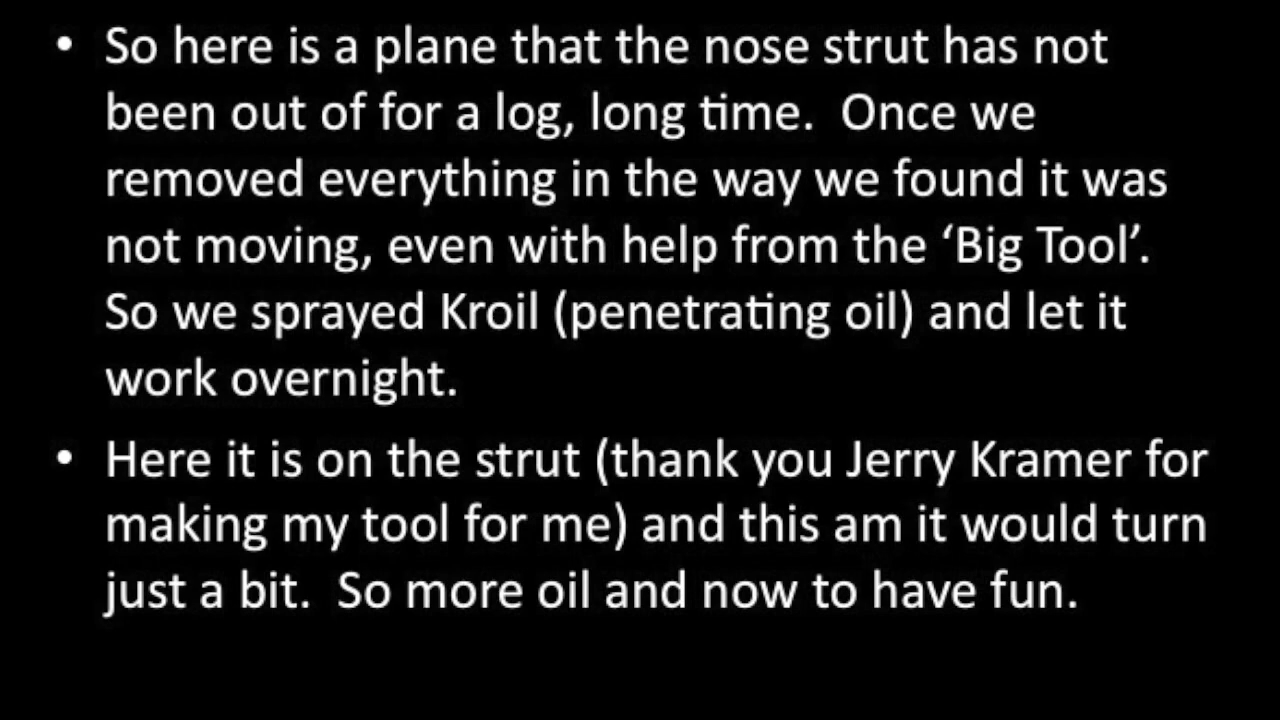 • So here is a plane that the nose strut has not
been out of for a log, long time.  Once we
removed everything in the way we found it was
not moving, even with help from the ‘Big Tool’.
So we sprayed Kroil (penetrating oil) and let it
work overnight.
• Here it is on the strut (thank you Jerry Kramer for
making my tool for me) and this am it would turn
just a bit.  So more oil and now to have fun.